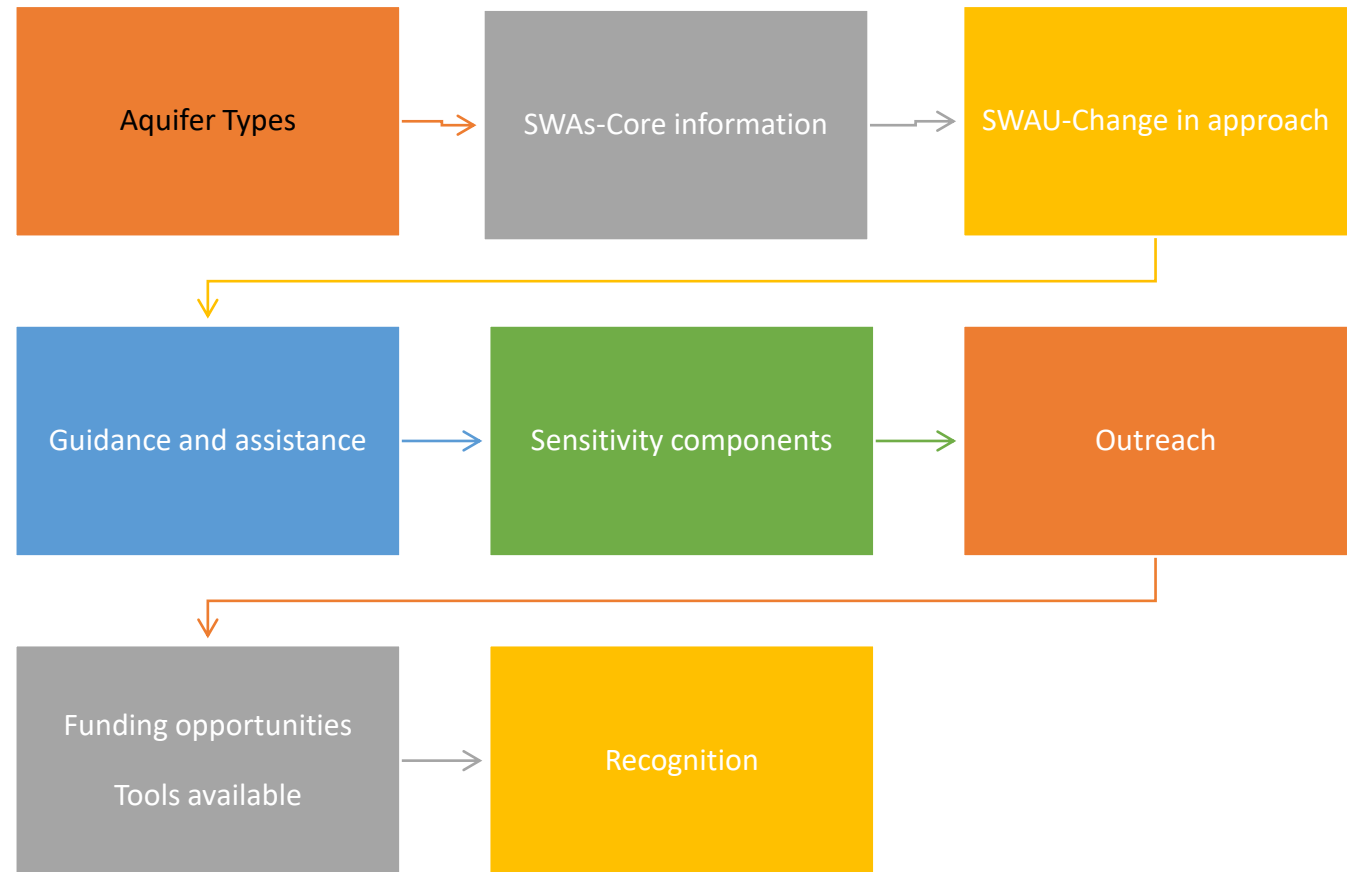 Aquifer Types
SWAs-Core information
SWAU-Change in approach
Guidance and assistance
Sensitivity components
Outreach
Funding opportunities
Tools available
Recognition